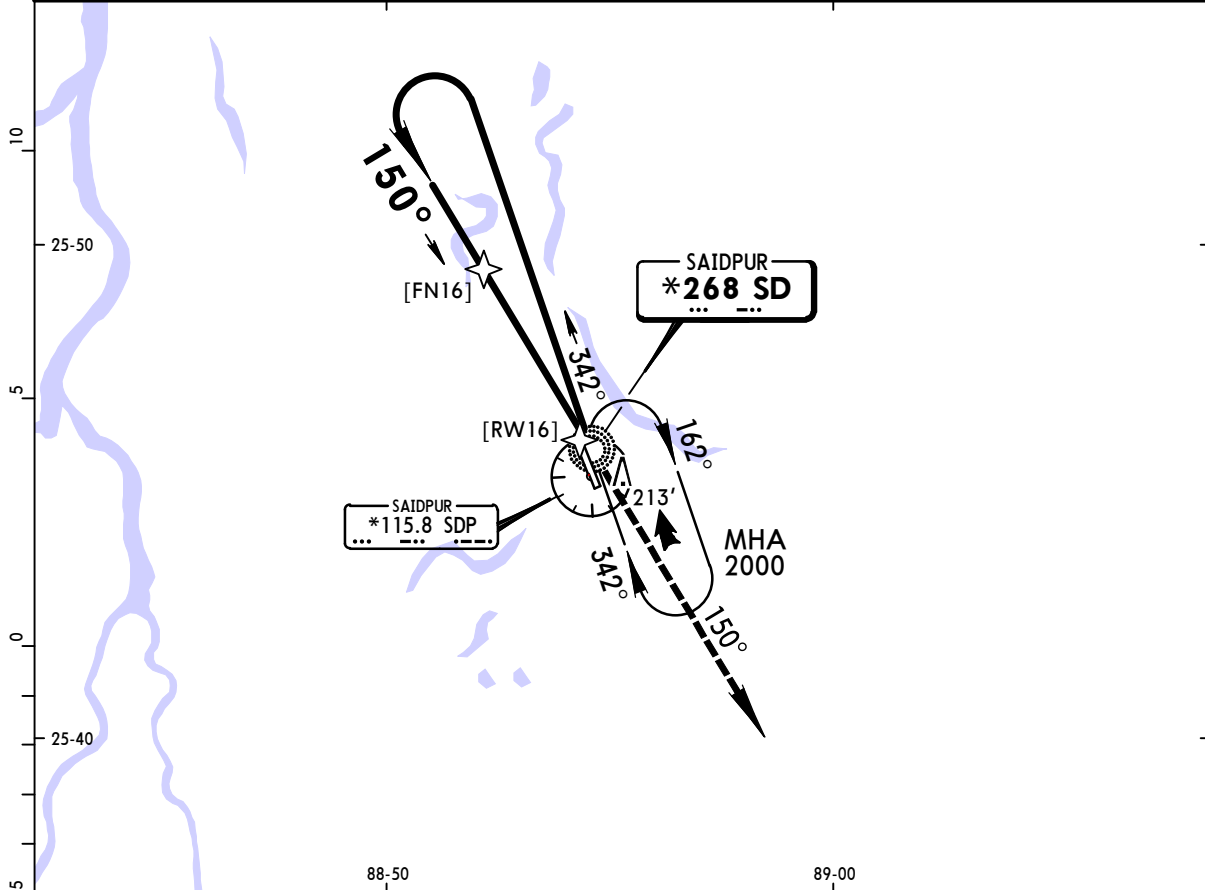 10
150°
25-50
[FN16]
SAIDPUR
*268 SD
5
342°
[RW16]
162°
213'
SAIDPUR
*115.8 SDP
MHA
2000
342°
150°
0
25-40
5
88-50
89-00